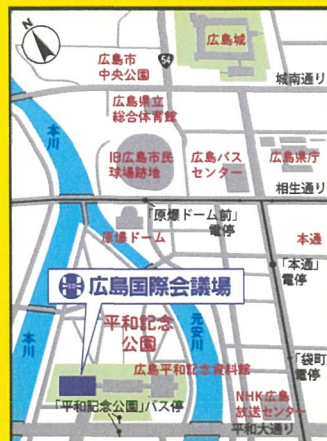 N
広島城
広島市
中央公園
54
城南通り
広島県立
総合体育館
本川
旧広島市民
球場跡地
広島バス
センター
広島県庁
相生通り
「原爆ドーム前」
電停
原爆ドーム
本通
「本通」
電停
広島国際会議場
元安川
本川
平和記念
公園
広島平和記念資料館
「袋町」
電停
「平和記念公園」バス停
NHK広島
放送センター
平和大通り